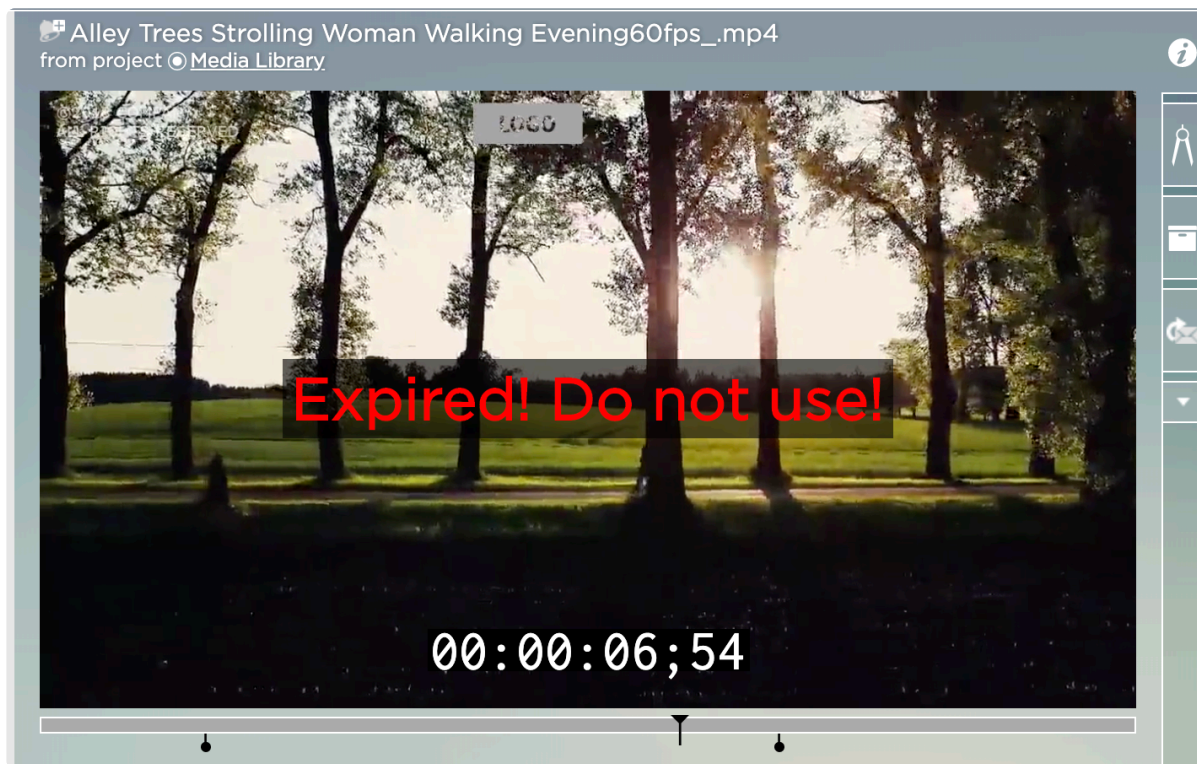 Alley Trees Strolling Woman Walking Evening60fps_.mp4
from project Media Library
RESERVED
LOGO
Expired! Do not use!
00:00:06;54